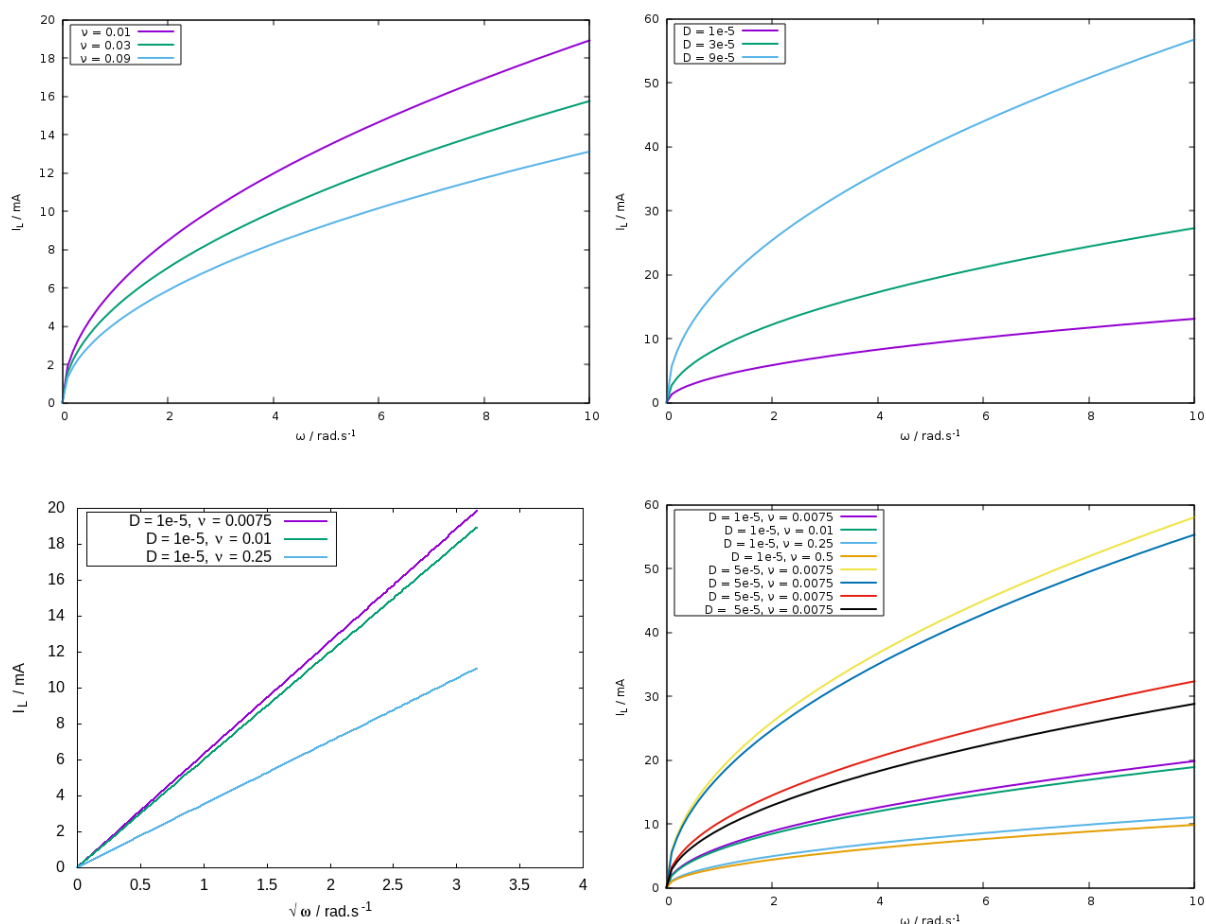 20
18
16
14
12
10
8
6
4
2
0
I_L / mA
ν = 0.01
ν = 0.03
ν = 0.09
0 2 4 6 8 10
ω / rad.s⁻¹
60
50
40
30
20
10
0
I_L / mA
D = 1e-5
D = 3e-5
D = 9e-5
0 2 4 6 8 10
ω / rad.s⁻¹
20
18
16
14
12
10
8
6
4
2
0
I_L / mA
D = 1e-5, ν = 0.0075
D = 1e-5, ν = 0.01
D = 1e-5, ν = 0.25
0 0.5 1 1.5 2 2.5 3 3.5 4
√ω / rad.s⁻¹
60
50
40
30
20
10
0
I_L / mA
D = 1e-5, ν = 0.0075
D = 1e-5, ν = 0.01
D = 1e-5, ν = 0.25
D = 1e-5, ν = 0.5
D = 5e-5, ν = 0.0075
D = 5e-5, ν = 0.0075
D = 5e-5, ν = 0.0075
D = 5e-5, ν = 0.0075
0 2 4 6 8 10
ω / rad.s⁻¹